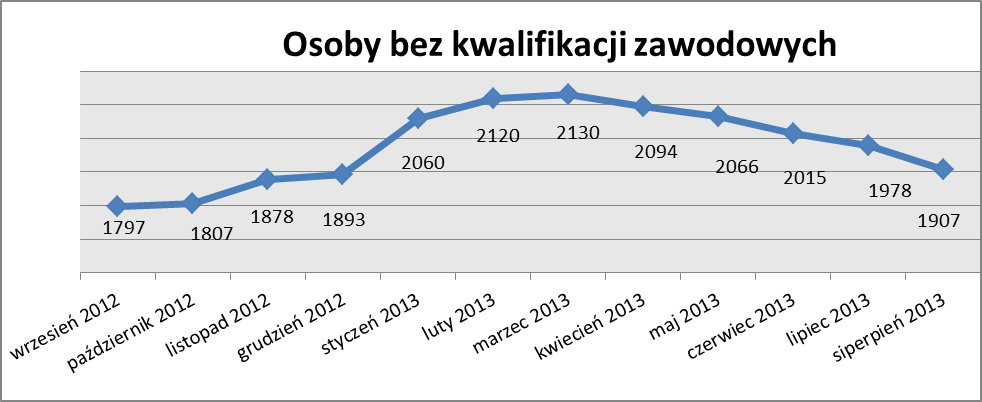 Osoby bez kwalifikacji zawodowych
1797
1807
1878
1893
2060
2120
2130
2094
2066
2015
1978
1907
wrzesień 2012
październik 2012
listopad 2012
grudzień 2012
styczeń 2013
luty 2013
marzec 2013
kwiecień 2013
maj 2013
czerwiec 2013
lipiec 2013
siperpień 2013